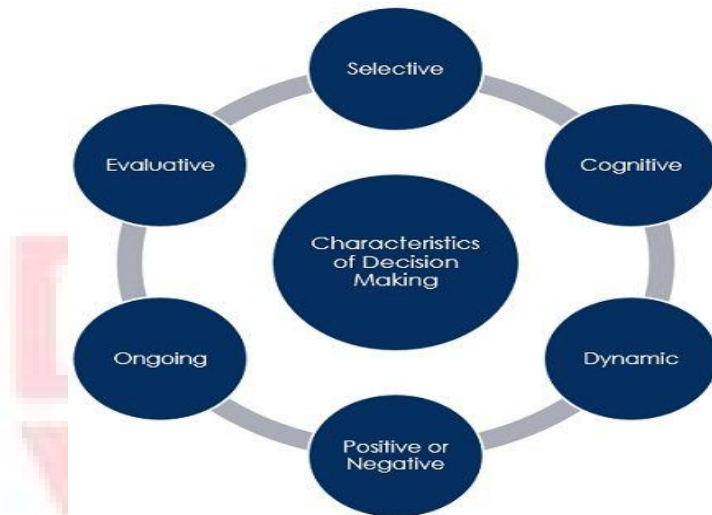 Selective
Cognitive
Dynamic
Positive or
Negative
Ongoing
Evaluative
Characteristics
of Decision
Making